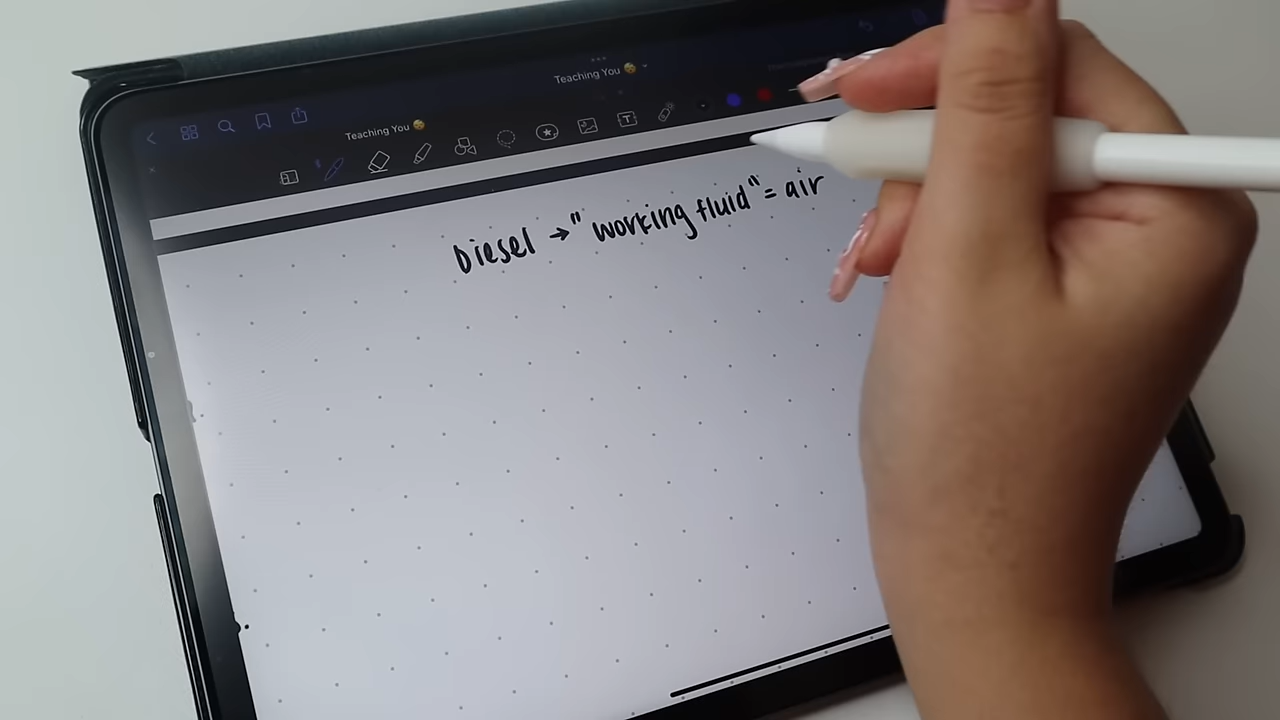 Teaching You
Teaching You
T
Diesel → "working fluid" = air